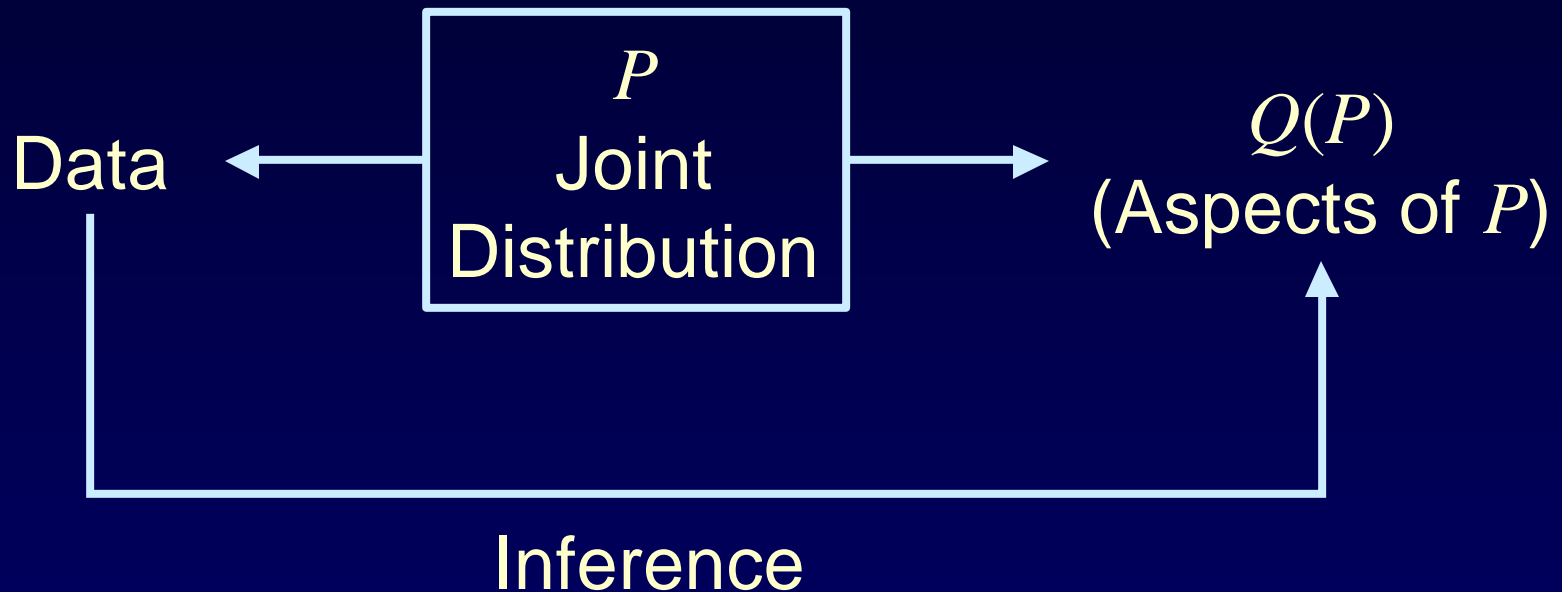 Data
P
Joint
Distribution
Q(P)
(Aspects of P)
Inference